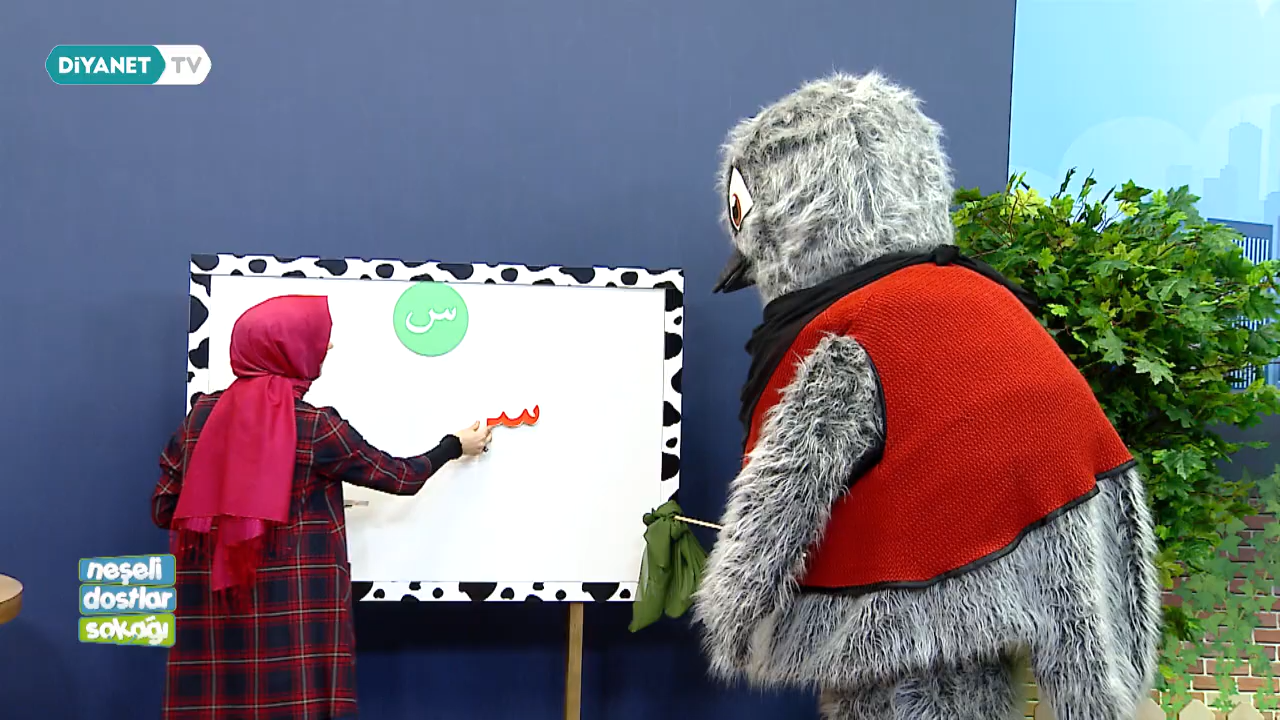 DİYANET TV
س
سـ
neşeli
dostlar
sokağı